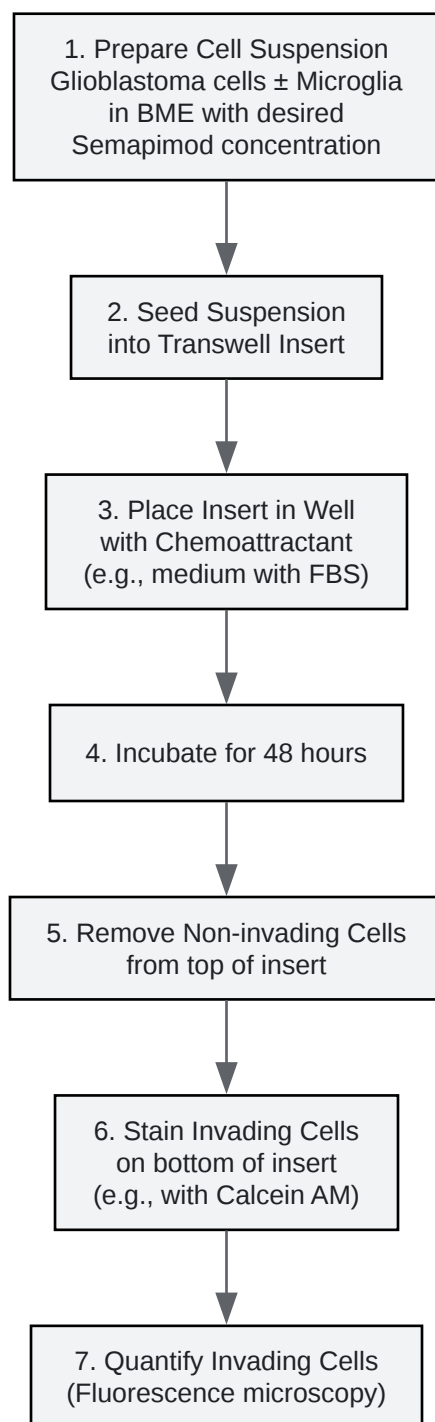 1. Prepare Cell Suspension
Glioblastoma cells ± Microglia
in BME with desired
Semapimod concentration
2. Seed Suspension
into Transwell Insert
3. Place Insert in Well
with Chemoattractant
(e.g., medium with FBS)
4. Incubate for 48 hours
5. Remove Non-invading Cells
from top of insert
6. Stain Invading Cells
on bottom of insert
(e.g., with Calcein AM)
7. Quantify Invading Cells
(Fluorescence microscopy)